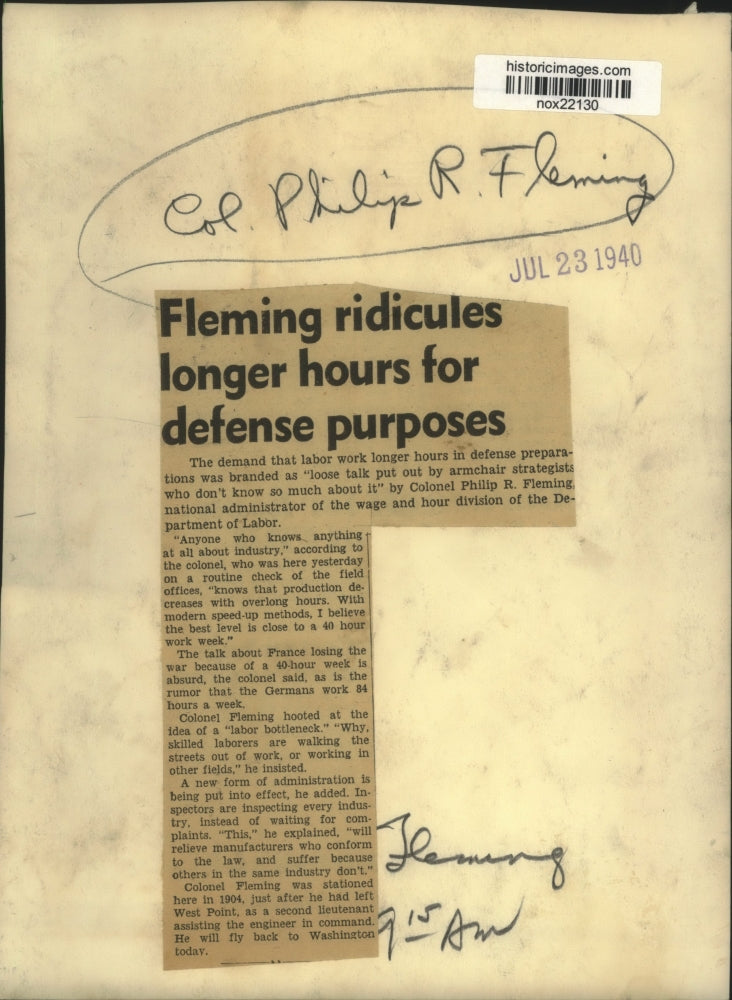 historicimages.com
nox22130
Col. Philip R. Fleming
JUL 23 1940
Fleming ridicules
longer hours for
defense purposes
The demand that labor work longer hours in defense prepara-
tions was branded as "loose talk put out by armchair strategists
who don't know so much about it" by Colonel Philip R. Fleming,
national administrator of the wage and hour division of the De-
partment of Labor.
"Anyone who knows anything
at all about industry," according to
the colonel, who was here yesterday
on a routine check of the field
offices, "knows that production de-
creases with overlong hours. With
modern speed-up methods, I believe
the best level is close to a 40 hour
work week."
The talk about France losing the
war because of a 40-hour week is
absurd, the colonel said, as is the
rumor that the Germans work 84
hours a week.
Colonel Fleming hooted at the
idea of a "labor bottleneck." "Why,
skilled laborers are walking the
streets out of work, or working in
other fields," he insisted.
A new form of administration is
being put into effect, he added. In-
spectors are inspecting every indus-
try, instead of waiting for com-
plaints. "This," he explained, "will
relieve manufacturers who conform
to the law, and suffer because
others in the same industry don't."
Colonel Fleming was stationed
here in 1904, just after he had left
West Point, as a second lieutenant
assisting the engineer in command.
He will fly back to Washington
today.
Fleming
9 15 AM